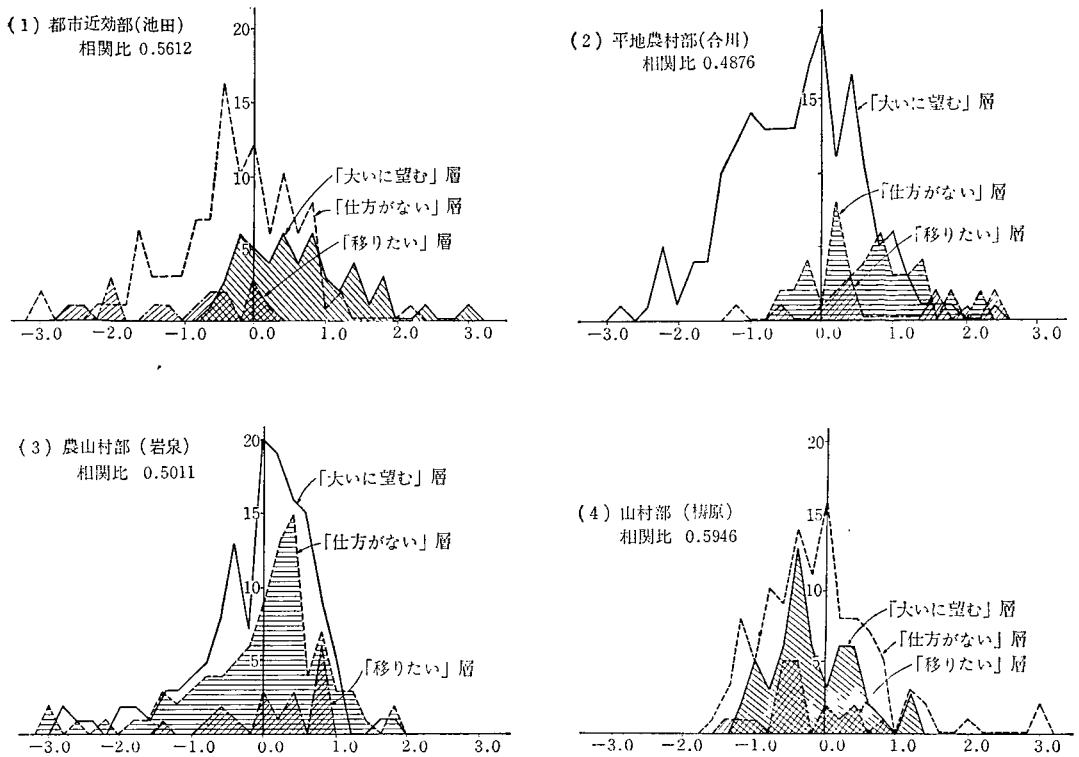 (1) 都市近効部(池田)
相関比 0.5612
20
15
10
5
「大いに望む」層
「仕方がない」層
「移りたい」層
-3.0 -2.0 -1.0 0.0 1.0 2.0 3.0
(2) 平地農村部(合川)
相関比 0.4876
15
「大いに望む」層
「仕方がない」層
「移りたい」層
-3.0 -2.0 -1.0 0.0 1.0 2.0 3.0
(3) 農山村部 (岩泉)
相関比 0.5011
20
15
10
5
「大いに望む」層
「仕方がない」層
「移りたい」層
-3.0 -2.0 -1.0 0.0 1.0 2.0 3.0
(4) 山村部 (梼原)
相関比 0.5946
20
15
10
5
「大いに望む」層
「仕方がない」層
「移りたい」層
-3.0 -2.0 -1.0 0.0 1.0 2.0 3.0